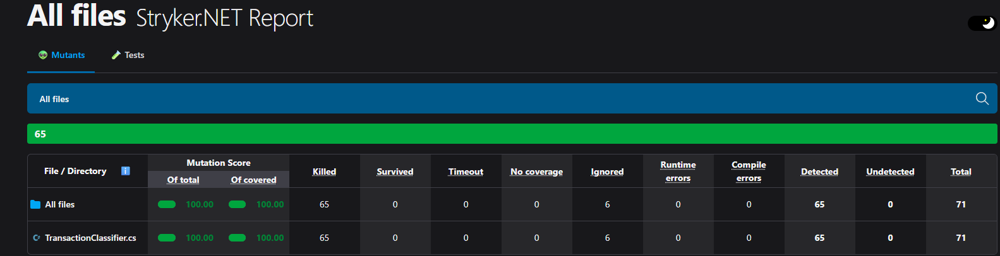 All files Stryker.NET Report
Mutants Tests
All files
65
File / Directory Mutation Score Killed Survived Timeout No coverage Ignored Runtime errors Compile errors Detected Undetected Total
Of total Of covered
All files 100.00 100.00 65 0 0 0 6 0 0 65 0 71
C# TransactionClassifier.cs 100.00 100.00 65 0 0 0 6 0 0 65 0 71